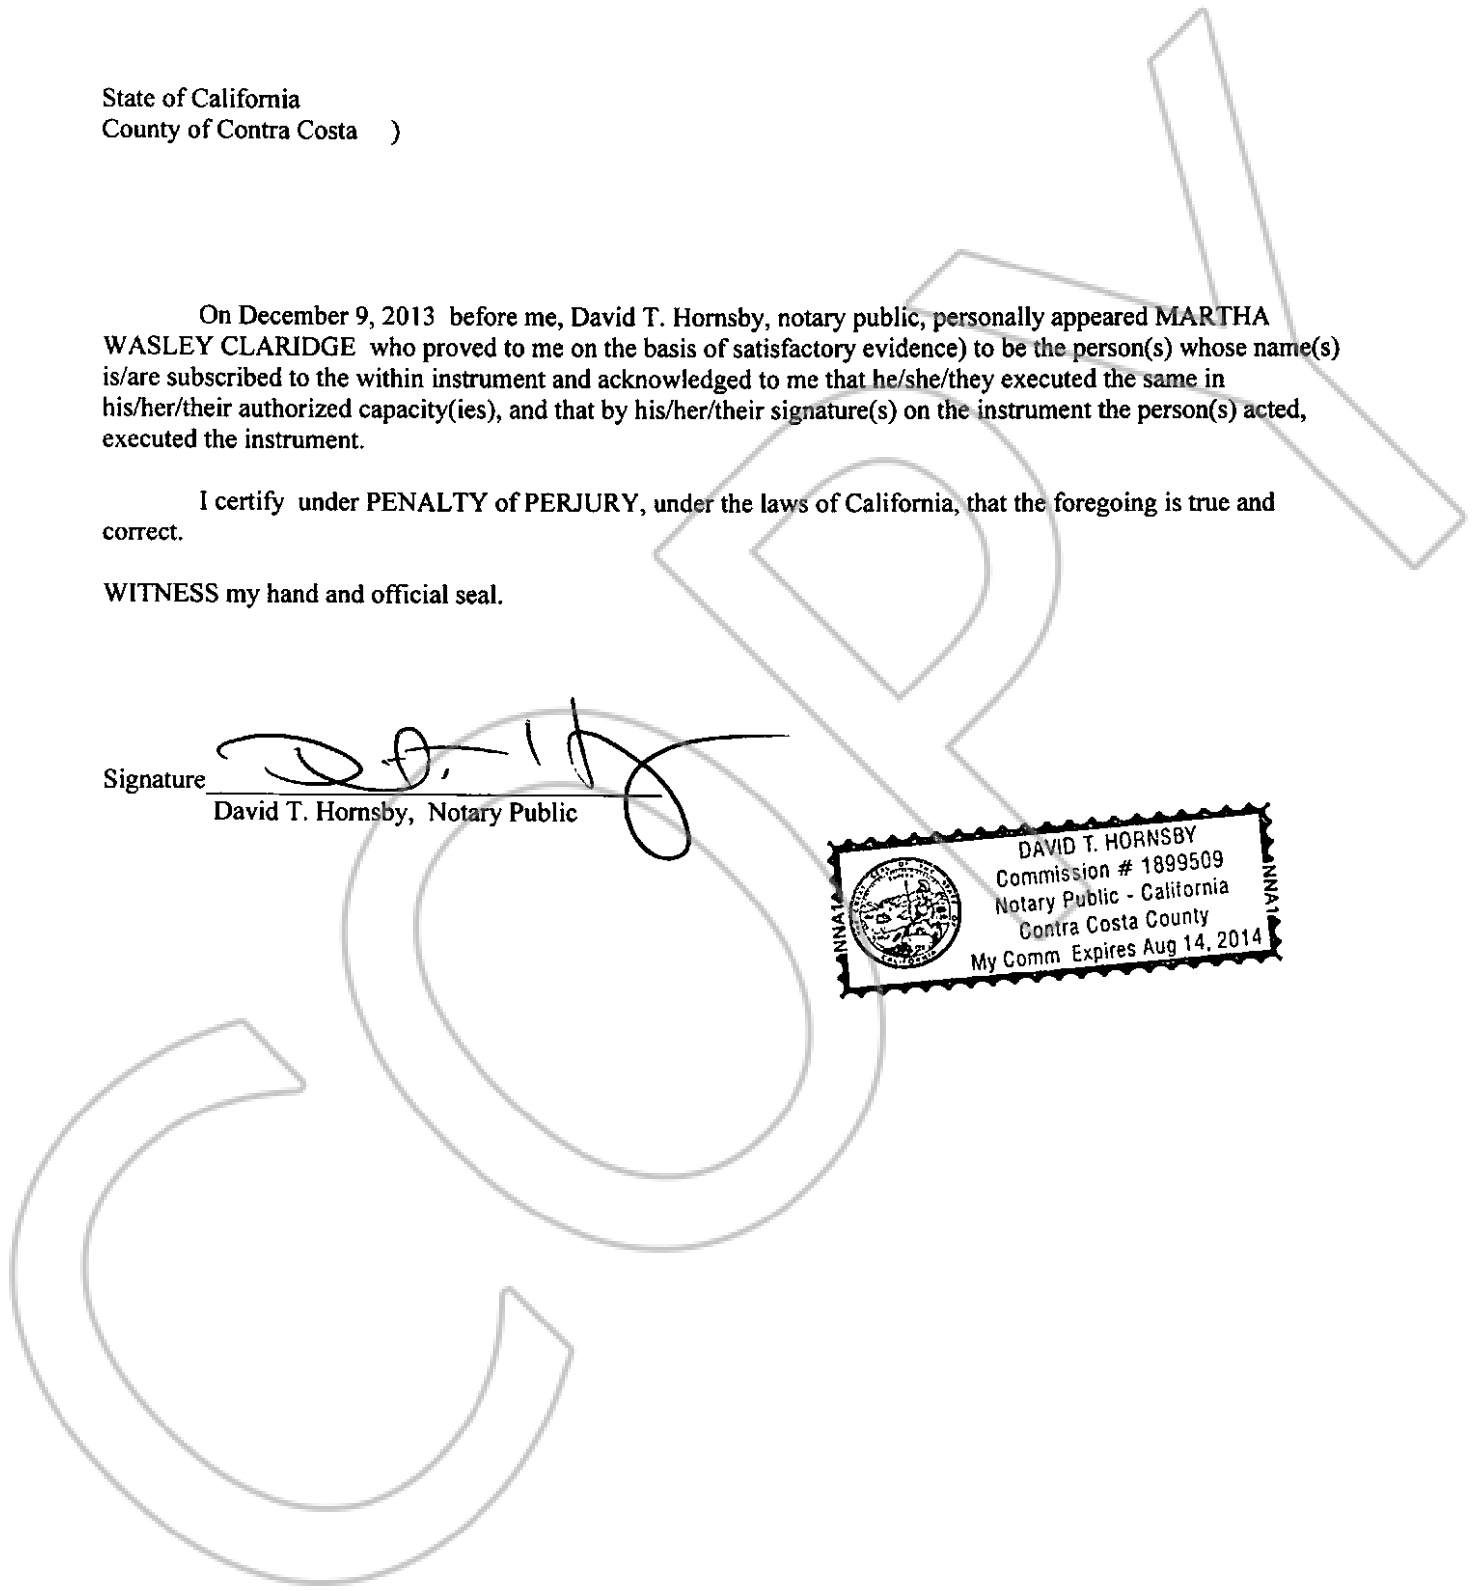 State of California
County of Contra Costa )
On December 9, 2013 before me, David T. Hornsby, notary public, personally appeared MARTHA
WASLEY CLARIDGE who proved to me on the basis of satisfactory evidence) to be the person(s) whose name(s)
is/are subscribed to the within instrument and acknowledged to me that he/she/they executed the same in
his/her/their authorized capacity(ies), and that by his/her/their signature(s) on the instrument the person(s) acted,
executed the instrument.
I certify under PENALTY of PERJURY, under the laws of California, that the foregoing is true and
correct.
WITNESS my hand and official seal.
Signature
David T. Hornsby, Notary Public
DAVID T. HORNSBY
Commission # 1899509
Notary Public - California
Contra Costa County
My Comm Expires Aug 14, 2014
NNA1
NNA1
COPY